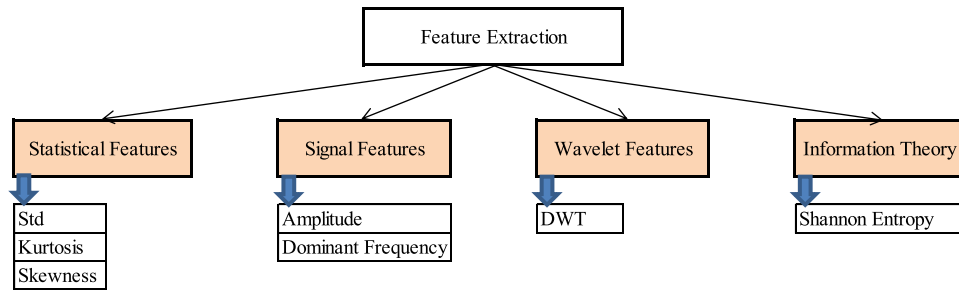 Feature Extraction
Statistical Features
Signal Features
Wavelet Features
Information Theory
Std
Kurtosis
Skewness
Amplitude
Dominant Frequency
DWT
Shannon Entropy